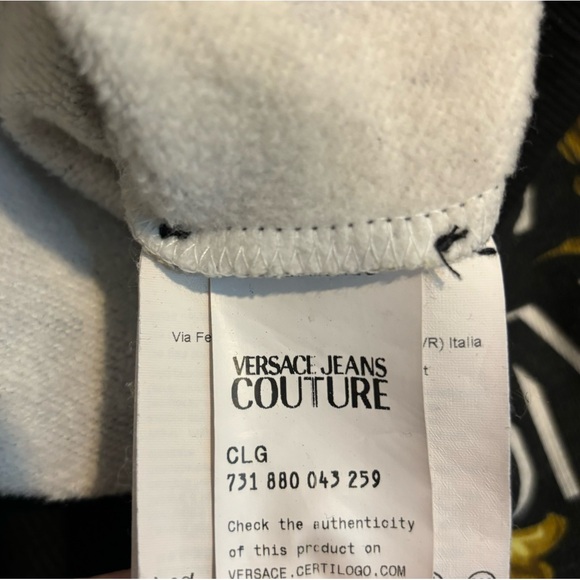 Via Fe
/R) Italia
t
VERSACE JEANS
COUTURE
CLG
731 880 043 259
Check the authenticity
of this product on
VERSACE.CERTILOGO.COM